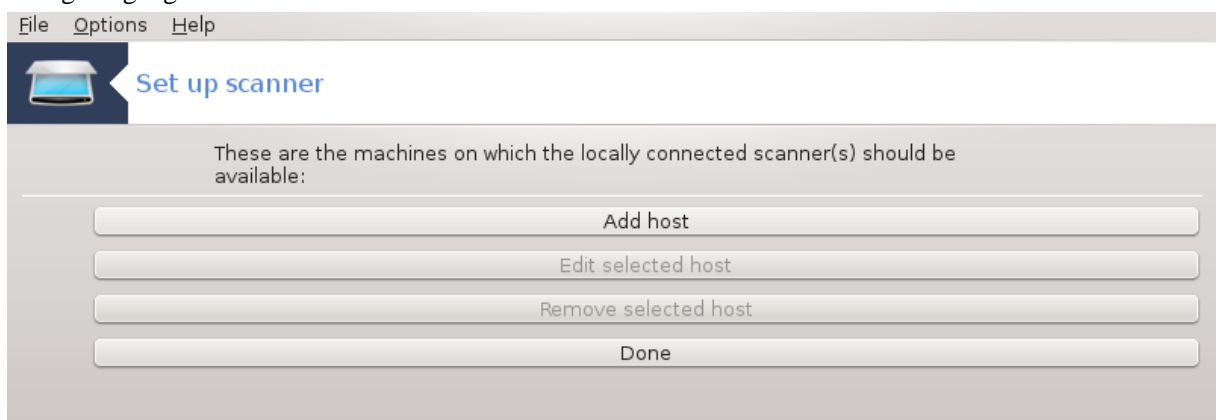 File Options Help
Set up scanner
These are the machines on which the locally connected scanner(s) should be
available:
Add host
Edit selected host
Remove selected host
Done